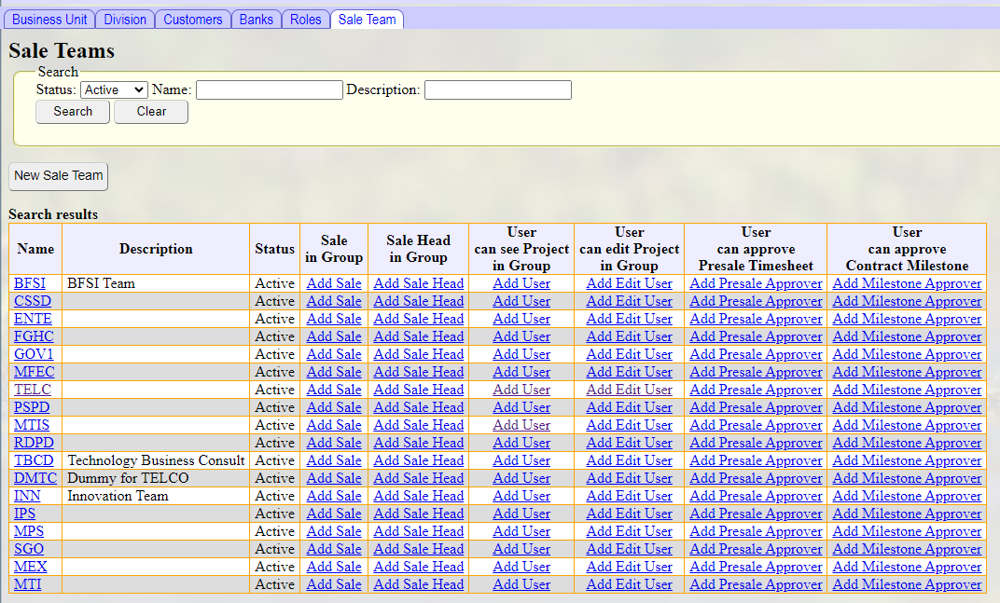 Business Unit Division Customers Banks Roles Sale Team
Sale Teams
Search
Status: Active Name: Description:
Search Clear
New Sale Team
Search results
Name Description Status Sale in Group Sale Head in Group User can see Project in Group User can edit Project in Group User can approve Presale Timesheet User can approve Contract Milestone
BFSI BFSI Team Active Add Sale Add Sale Head Add User Add Edit User Add Presale Approver Add Milestone Approver
CSSD Active Add Sale Add Sale Head Add User Add Edit User Add Presale Approver Add Milestone Approver
ENTE Active Add Sale Add Sale Head Add User Add Edit User Add Presale Approver Add Milestone Approver
FGHC Active Add Sale Add Sale Head Add User Add Edit User Add Presale Approver Add Milestone Approver
GOV1 Active Add Sale Add Sale Head Add User Add Edit User Add Presale Approver Add Milestone Approver
MFEC Active Add Sale Add Sale Head Add User Add Edit User Add Presale Approver Add Milestone Approver
TELC Active Add Sale Add Sale Head Add User Add Edit User Add Presale Approver Add Milestone Approver
PSPD Active Add Sale Add Sale Head Add User Add Edit User Add Presale Approver Add Milestone Approver
MTIS Active Add Sale Add Sale Head Add User Add Edit User Add Presale Approver Add Milestone Approver
RDPD Active Add Sale Add Sale Head Add User Add Edit User Add Presale Approver Add Milestone Approver
TBCD Technology Business Consult Active Add Sale Add Sale Head Add User Add Edit User Add Presale Approver Add Milestone Approver
DMTC Dummy for TELCO Active Add Sale Add Sale Head Add User Add Edit User Add Presale Approver Add Milestone Approver
INN Innovation Team Active Add Sale Add Sale Head Add User Add Edit User Add Presale Approver Add Milestone Approver
IPS Active Add Sale Add Sale Head Add User Add Edit User Add Presale Approver Add Milestone Approver
MPS Active Add Sale Add Sale Head Add User Add Edit User Add Presale Approver Add Milestone Approver
SGO Active Add Sale Add Sale Head Add User Add Edit User Add Presale Approver Add Milestone Approver
MEX Active Add Sale Add Sale Head Add User Add Edit User Add Presale Approver Add Milestone Approver
MTI Active Add Sale Add Sale Head Add User Add Edit User Add Presale Approver Add Milestone Approver